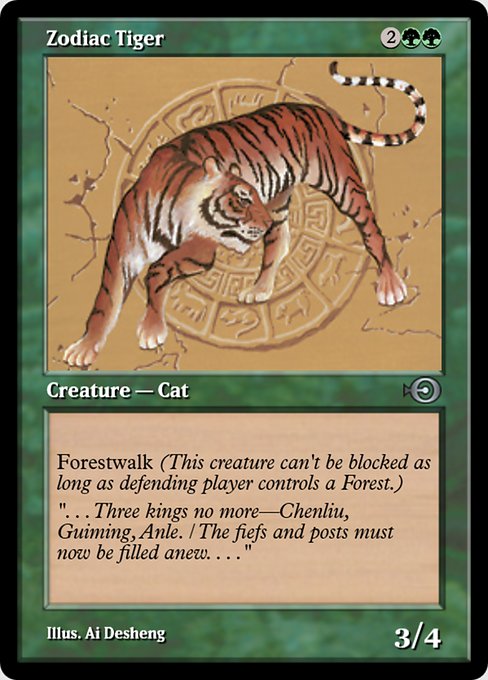 Zodiac Tiger 2
Creature — Cat
Forestwalk (This creature can't be blocked as
long as defending player controls a Forest.)
". . . Three kings no more—Chenliu,
Guiming, Anle. / The fiefs and posts must
now be filled anew. . . ."
Illus. Ai Desheng
3/4